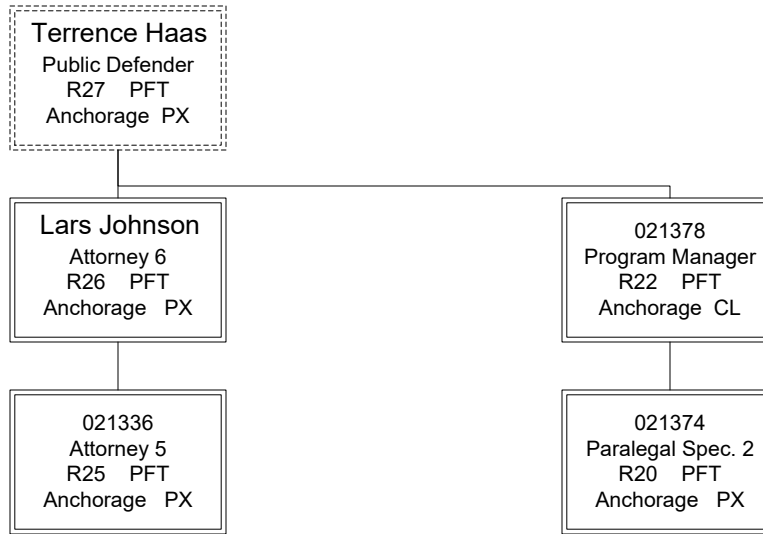 Terrence Haas
Public Defender
R27 PFT
Anchorage PX
Lars Johnson
Attorney 6
R26 PFT
Anchorage PX
021378
Program Manager
R22 PFT
Anchorage CL
021336
Attorney 5
R25 PFT
Anchorage PX
021374
Paralegal Spec. 2
R20 PFT
Anchorage PX